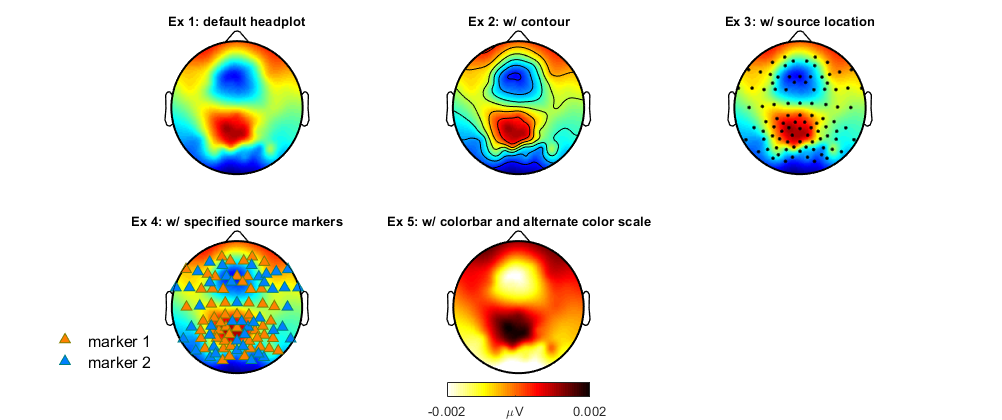 Ex 1: default headplot
Ex 2: w/ contour
Ex 3: w/ source location
Ex 4: w/ specified source markers
Ex 5: w/ colorbar and alternate color scale
marker 1
marker 2
-0.002 μV 0.002